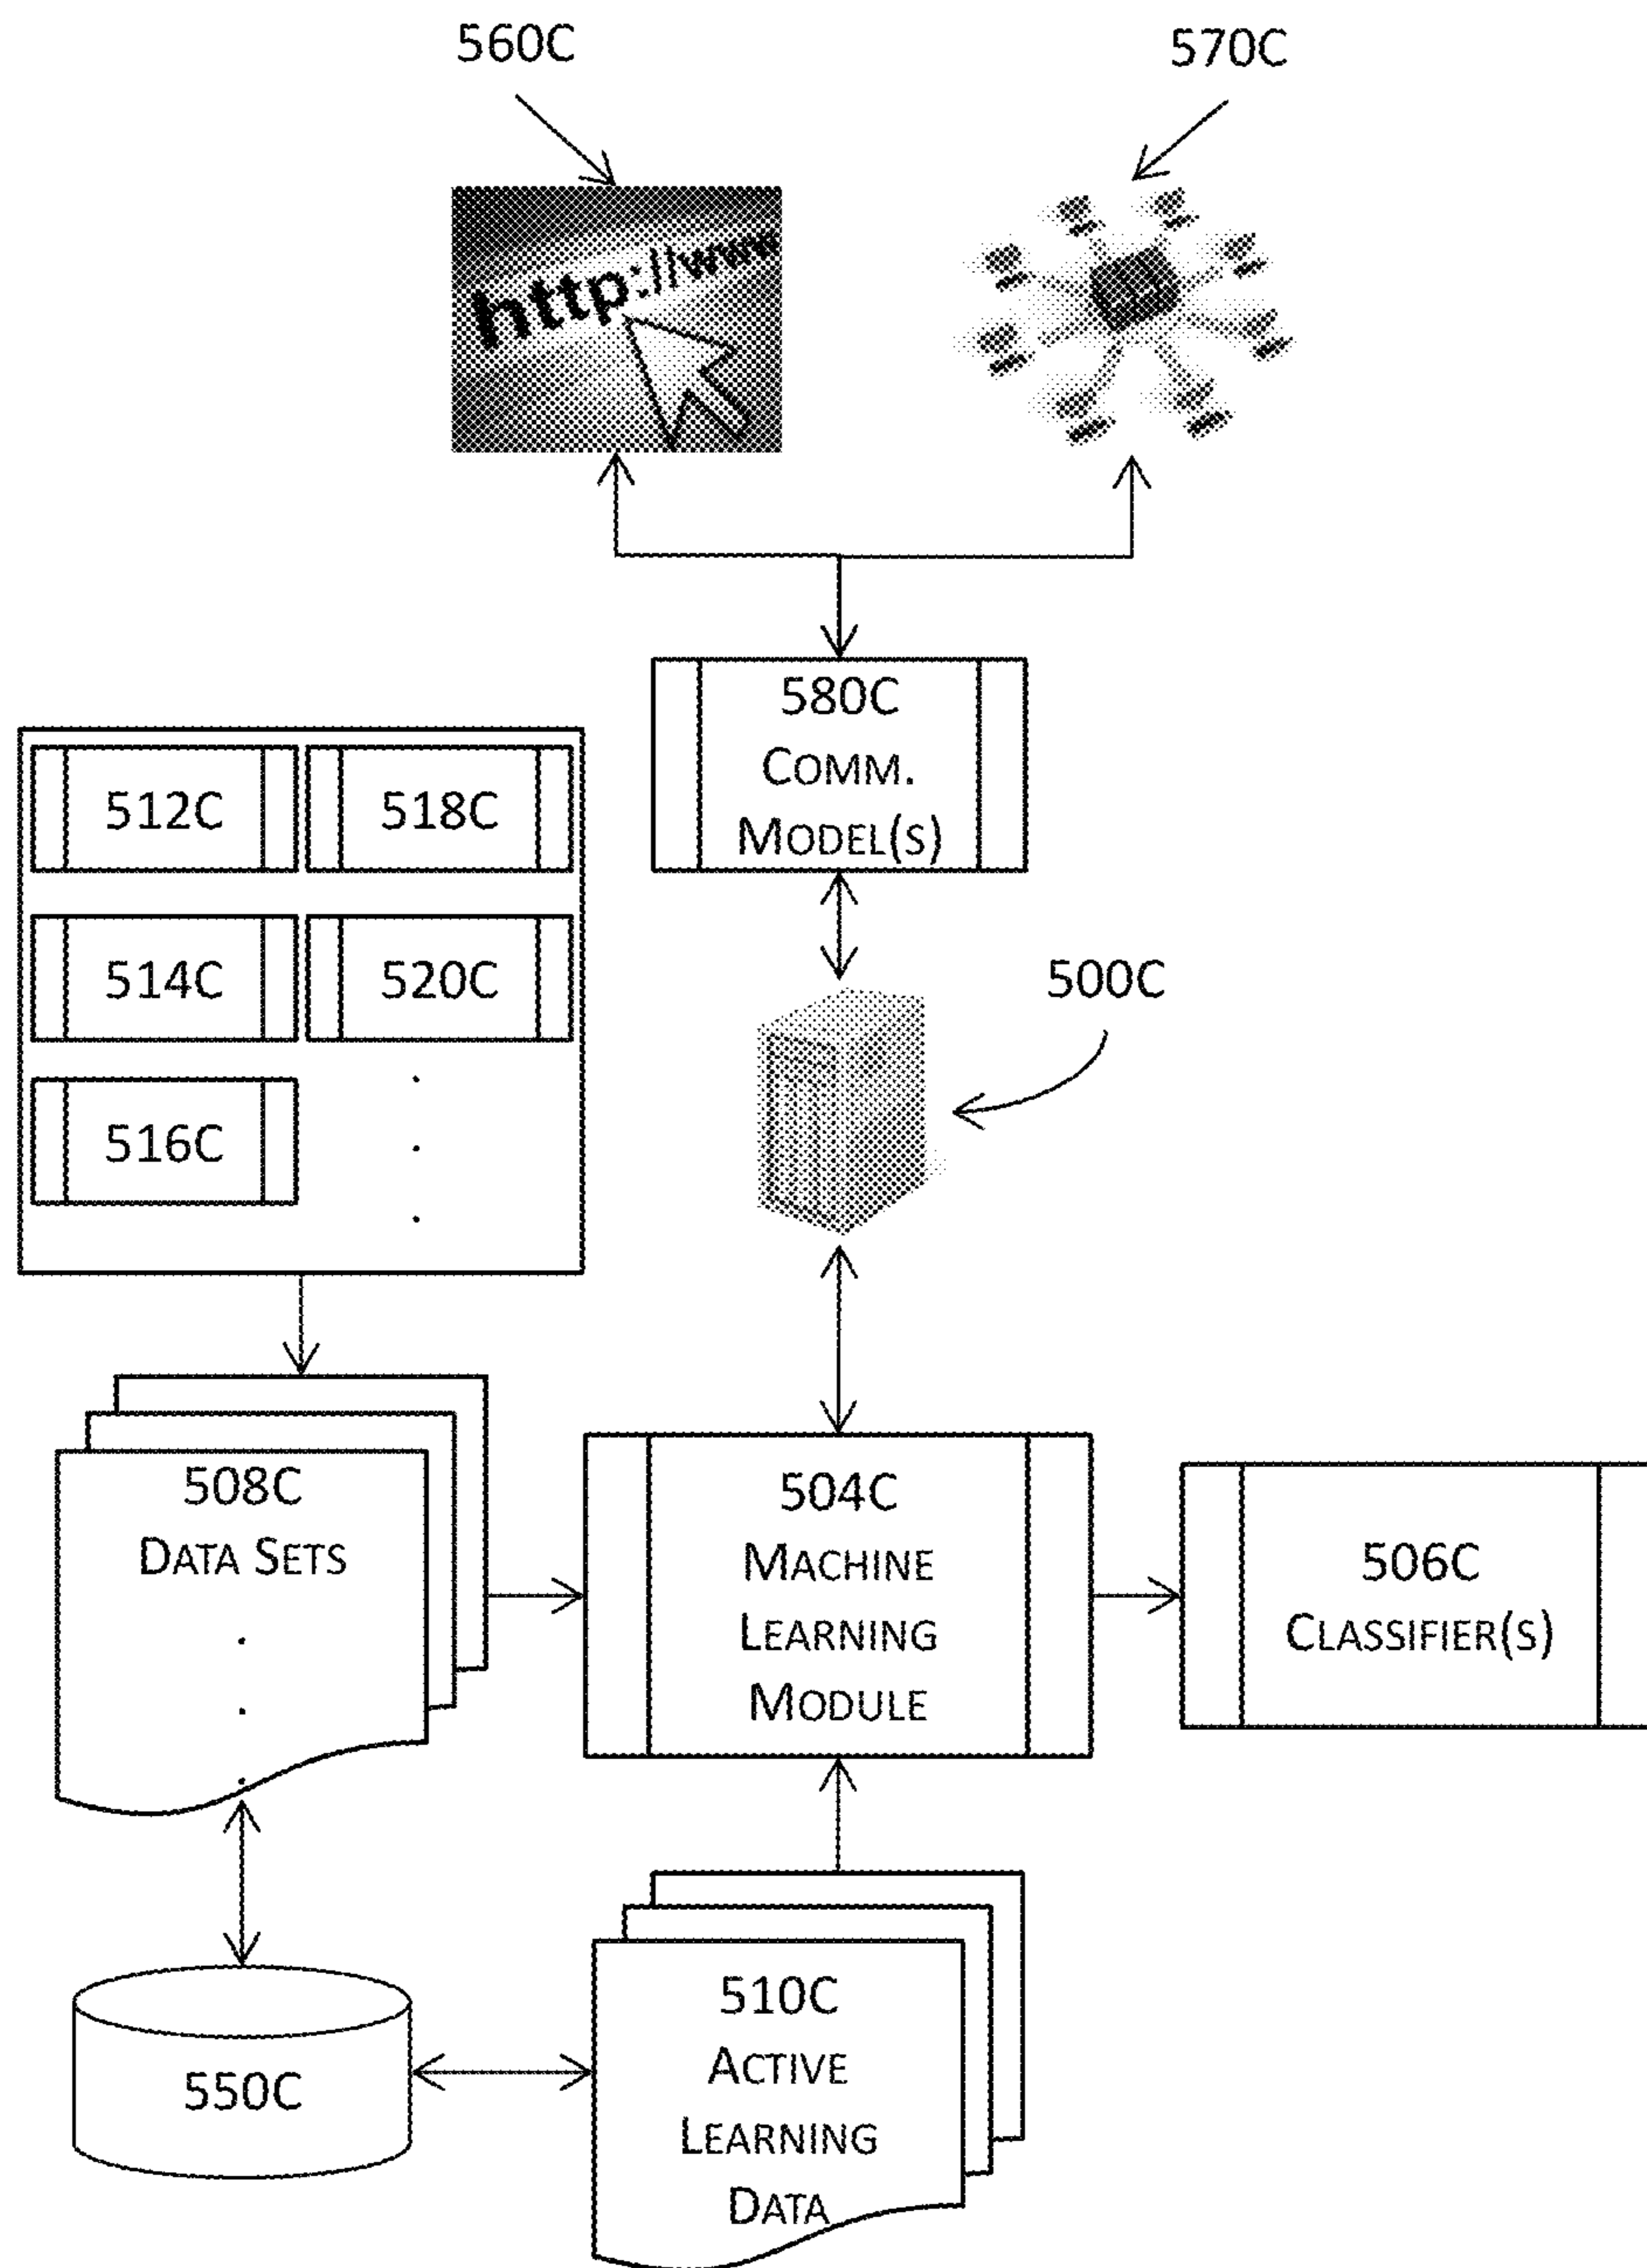 560C
570C
http://www
580C
COMM.
MODEL(S)
512C
518C
514C
520C
516C
500C
508C
DATA SETS
504C
MACHINE
LEARNING
MODULE
506C
CLASSIFIER(S)
550C
510C
ACTIVE
LEARNING
DATA